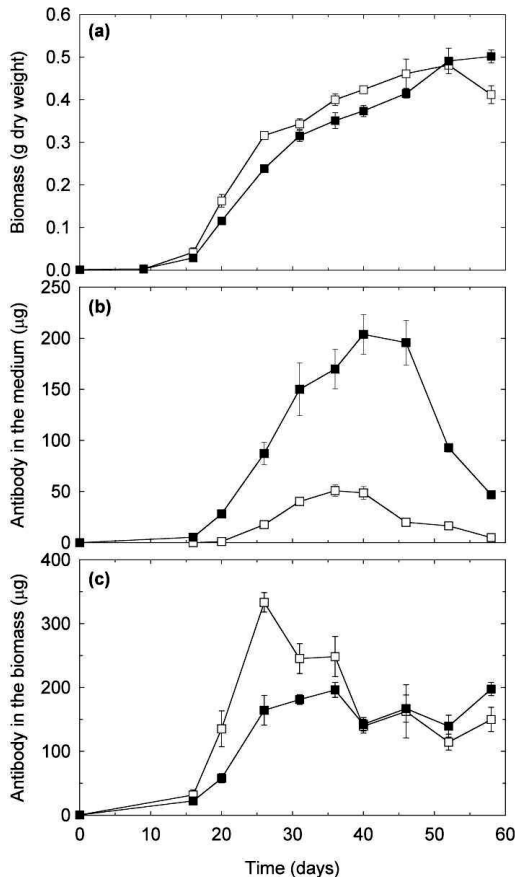 (a)
0.6
0.5
0.4
0.3
0.2
0.1
0.0
Biomass (g dry weight)
(b)
250
200
150
100
50
0
Antibody in the medium (μg)
(c)
400
300
200
100
0
Antibody in the biomass (μg)
0 10 20 30 40 50 60
Time (days)